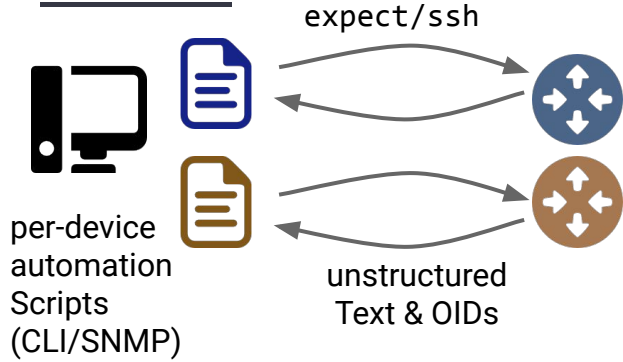 expect/ssh
per-device
automation
Scripts
(CLI/SNMP)
unstructured
Text & OIDs